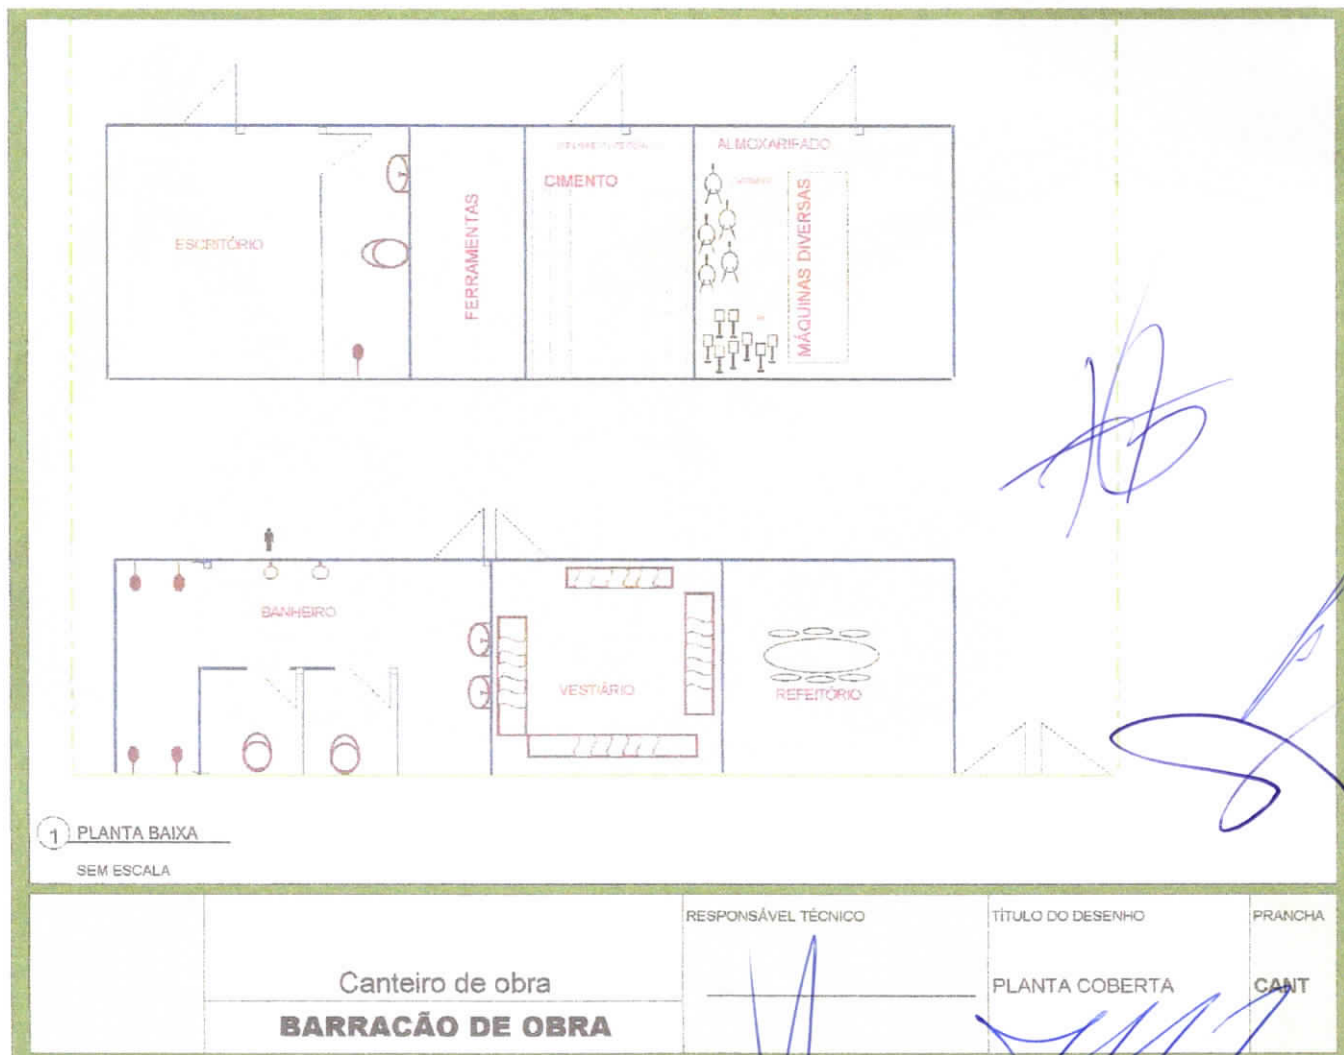 ESCRITÓRIO
FERRAMENTAS
CIMENTO
ALMOXARIFADO
MÁQUINAS DIVERSAS
BANHEIRO
VESTIÁRIO
REFEITÓRIO
1 PLANTA BAIXA
SEM ESCALA
Canteiro de obra
BARRACÃO DE OBRA
RESPONSÁVEL TÉCNICO
TÍTULO DO DESENHO
PLANTA COBERTA
PRANCHA
CANT